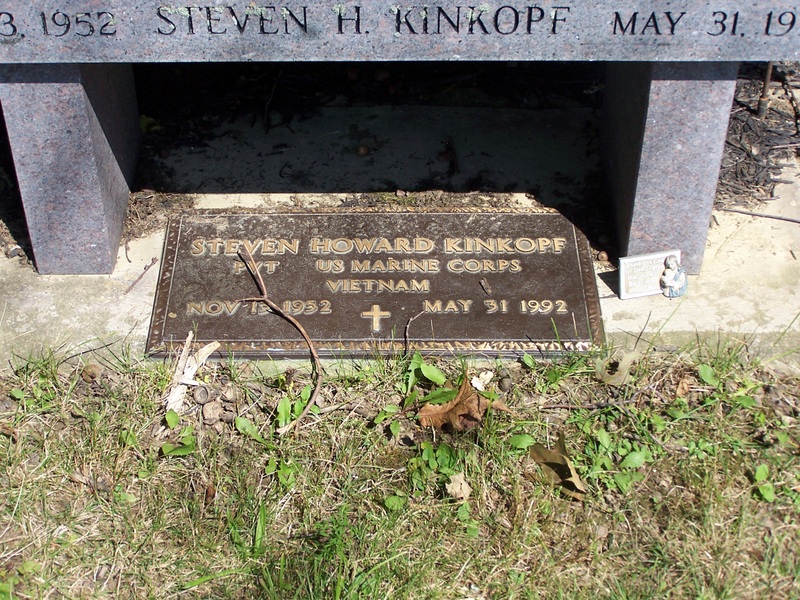 3, 1952 STEVEN H. KINKOPF MAY 31, 19
STEVEN HOWARD KINKOPF
PVT US MARINE CORPS
VIETNAM
NOV 13 1952 MAY 31 1992